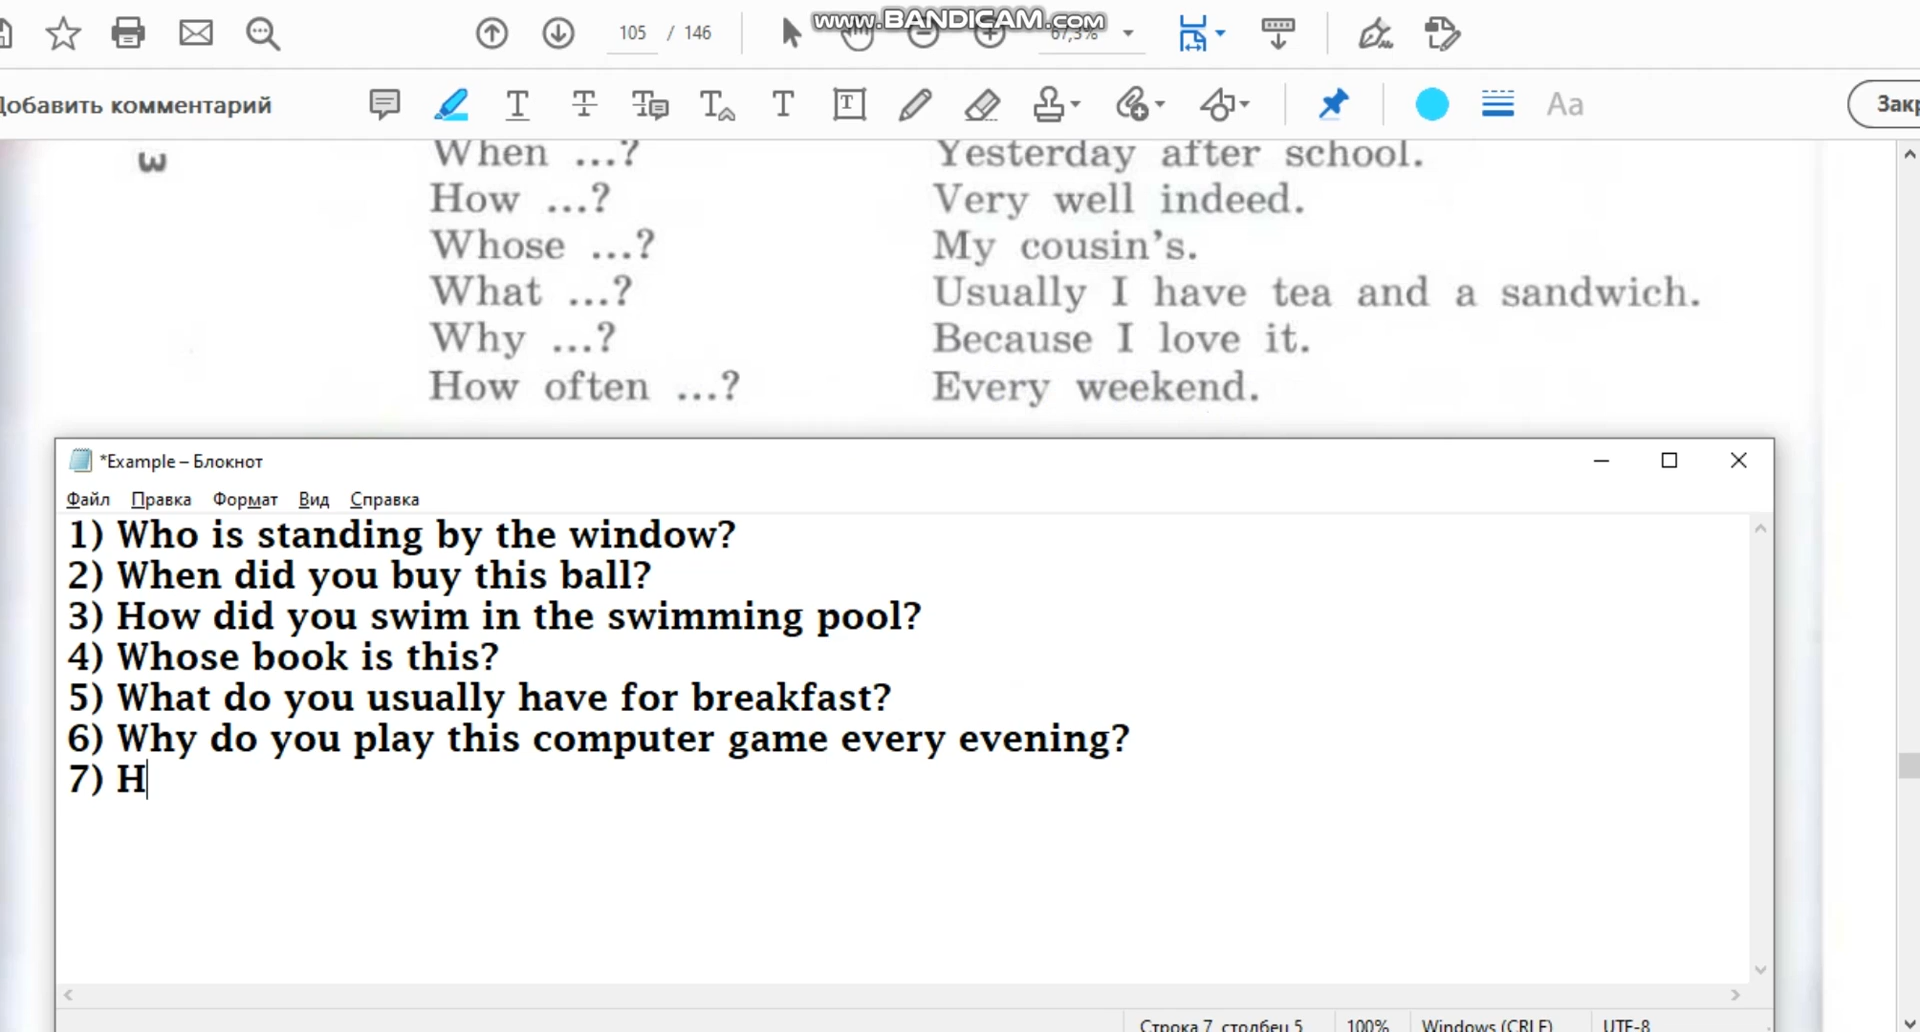 www.BANDICAM.com
105 / 146
67,3%
Добавить комментарий
Aa
When ...? Yesterday after school.
How ...? Very well indeed.
Whose ...? My cousin's.
What ...? Usually I have tea and a sandwich.
Why ...? Because I love it.
How often ...? Every weekend.
*Example – Блокнот
Файл Правка Формат Вид Справка
1) Who is standing by the window?
2) When did you buy this ball?
3) How did you swim in the swimming pool?
4) Whose book is this?
5) What do you usually have for breakfast?
6) Why do you play this computer game every evening?
7) H
Строка 7, столбец 5 100% Windows (CRLF) UTF-8